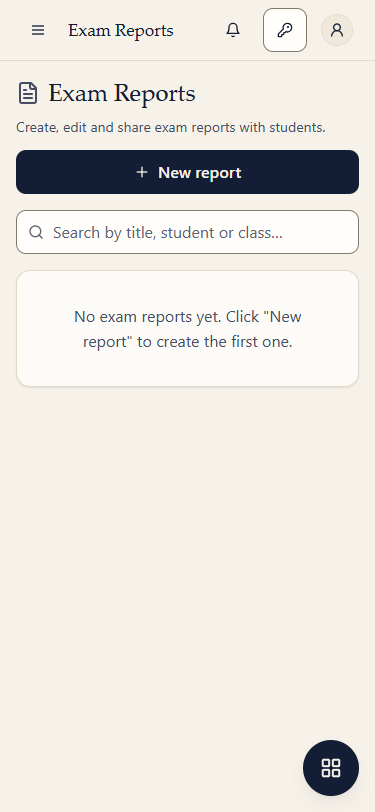 Exam Reports
Exam Reports
Create, edit and share exam reports with students.
New report
Search by title, student or class...
No exam reports yet. Click "New
report" to create the first one.